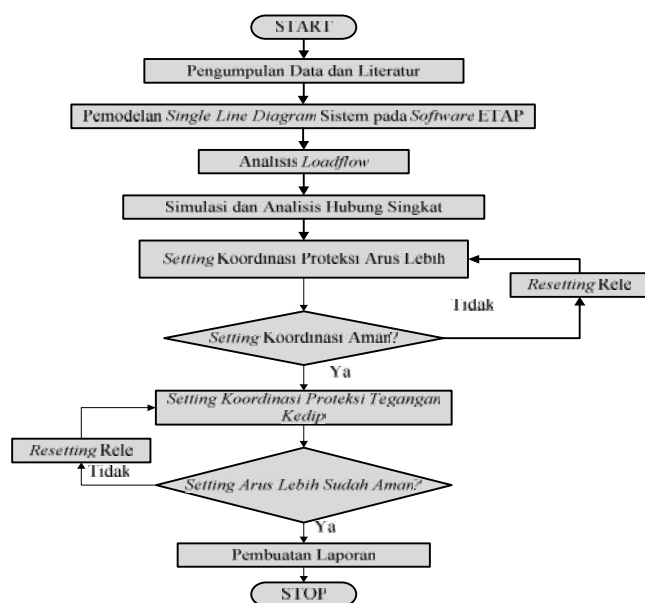 START
Pengumpulan Data dan Literatur
Pemodelan Single Line Diagram Sistem pada Software ETAP
Analisis Loadflow
Simulasi dan Analisis Hubung Singkat
Setting Koordinasi Proteksi Arus Lebih
Resetting Rele
Tidak
Setting Koordinasi Aman?
Ya
Setting Koordinasi Proteksi Tegangan
Kedip
Resetting Rele
Tidak
Setting Arus Lebih Sudah Aman?
Ya
Pembuatan Laporan
STOP